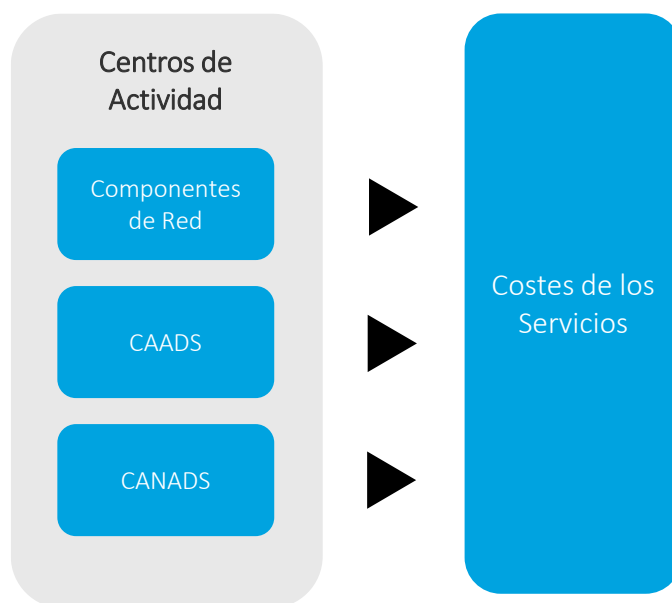 Centros de
Actividad
Componentes
de Red
CAADS
CANADS
Costes de los
Servicios